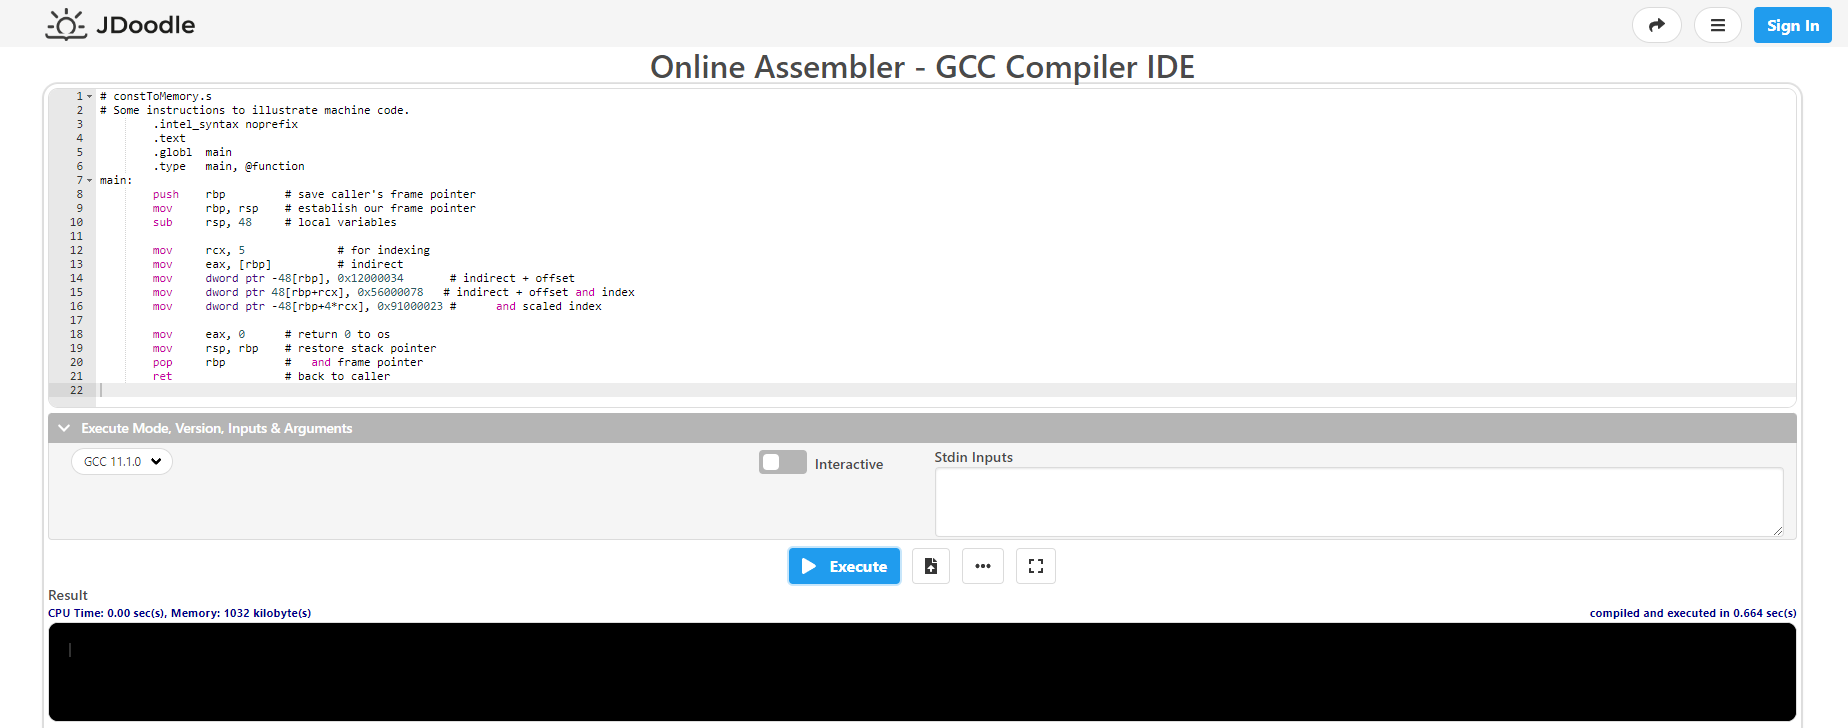 JDoodle
Sign In
Online Assembler - GCC Compiler IDE
1 # constToMemory.s
2 # Some instructions to illustrate machine code.
3 .intel_syntax noprefix
4 .text
5 .globl main
6 .type main, @function
7 main:
8 push rbp # save caller's frame pointer
9 mov rbp, rsp # establish our frame pointer
10 sub rsp, 48 # local variables
11
12 mov rcx, 5 # for indexing
13 mov eax, [rbp] # indirect
14 mov dword ptr -48[rbp], 0x12000034 # indirect + offset
15 mov dword ptr 48[rbp+rcx], 0x56000078 # indirect + offset and index
16 mov dword ptr -48[rbp+4*rcx], 0x91000023 # and scaled index
17
18 mov eax, 0 # return 0 to os
19 mov rsp, rbp # restore stack pointer
20 pop rbp # and frame pointer
21 ret # back to caller
22
Execute Mode, Version, Inputs & Arguments
GCC 11.1.0
Interactive
Stdin Inputs
Execute
Result
CPU Time: 0.00 sec(s), Memory: 1032 kilobyte(s)
compiled and executed in 0.664 sec(s)